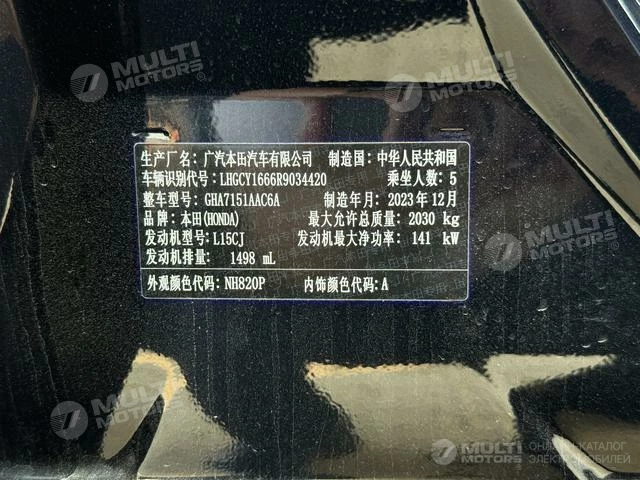 MULTI MOTORS
MULTI MOTORS
生产厂名：广汽本田汽车有限公司 制造国：中华人民共和国
车辆识别代号：LHGCY1666R9034420 乘坐人数：5
整车型号：GHA7151AAC6A 制造年月：2023年12月
品牌：本田(HONDA) 最大允许总质量：2030 kg
发动机型号：L15CJ 发动机最大净功率：141 kW
发动机排量：1498 mL
外观颜色代码：NH820P 内饰颜色代码：A
MULTI MOTORS
MULTI MOTORS
MULTI MOTORS
ОНЛАЙН-КАТАЛОГ
ЭЛЕКТРОМОБИЛЕЙ